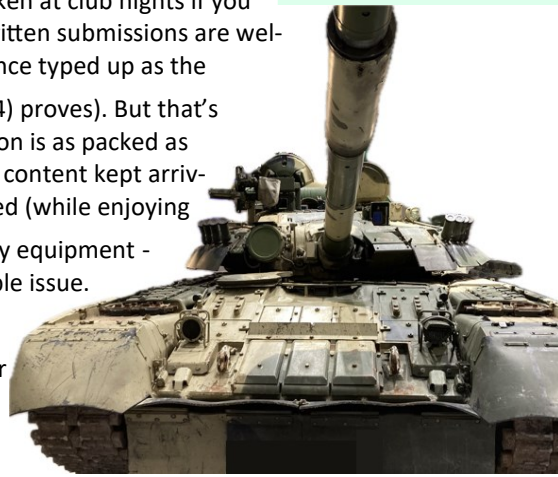 ken at club nights if you
itten submissions are wel-
nce typed up as the
4) proves). But that’s
on is as packed as
content kept arriv-
ed (while enjoying
y equipment -
ble issue.
r